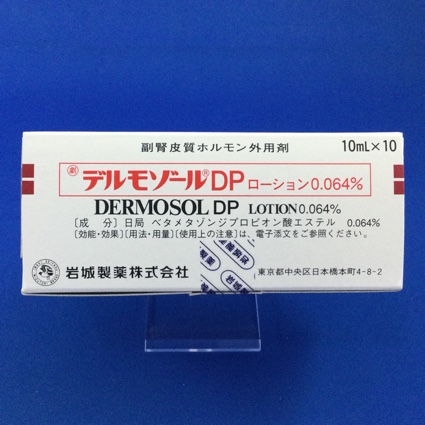 副腎皮質ホルモン外用剤 10mL×10
劇 デルモゾール®DP ローション0.064%
DERMOSOL DP LOTION 0.064%
〔成 分〕日局 ベタメタゾンジプロピオン酸エステル 0.064%
〔効能・効果〕〔用法・用量〕〔使用上の注意〕は、電子添文をご参照ください。
岩城製薬株式会社 東京都中央区日本橋本町4-8-2